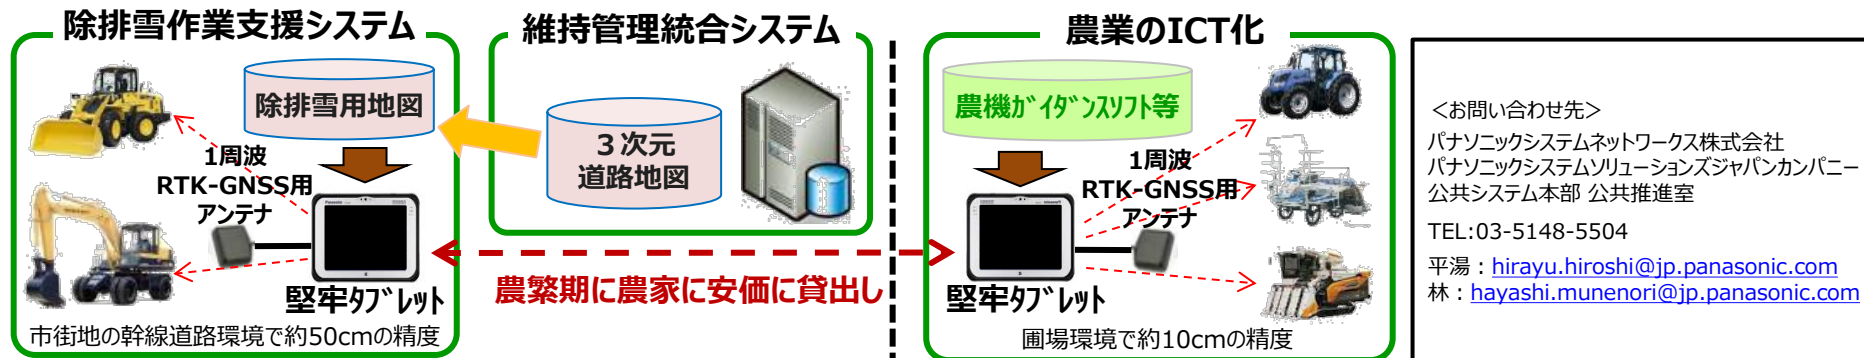 除排雪作業支援システム
除排雪用地図
1周波
RTK-GNSS用
アンテナ
堅牢タブレット
市街地の幹線道路環境で約50cmの精度
維持管理統合システム
３次元
道路地図
農繁期に農家に安価に貸出し
農業のICT化
農機ガイダンスソフト等
1周波
RTK-GNSS用
アンテナ
堅牢タブレット
圃場環境で約10cmの精度
＜お問い合わせ先＞
パナソニックシステムネットワークス株式会社
パナソニックシステムソリューションズジャパンカンパニー
公共システム本部 公共推進室
TEL:03-5148-5504
平湯：hirayu.hiroshi@jp.panasonic.com
林：hayashi.munenori@jp.panasonic.com